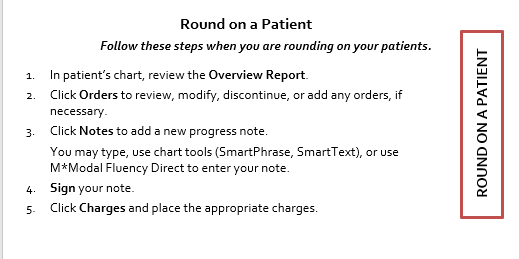 Round on a Patient
Follow these steps when you are rounding on your patients.
1. In patient's chart, review the Overview Report.
2. Click Orders to review, modify, discontinue, or add any orders, if
necessary.
3. Click Notes to add a new progress note.
You may type, use chart tools (SmartPhrase, SmartText), or use
M*Modal Fluency Direct to enter your note.
4. Sign your note.
5. Click Charges and place the appropriate charges.
ROUND ON A PATIENT